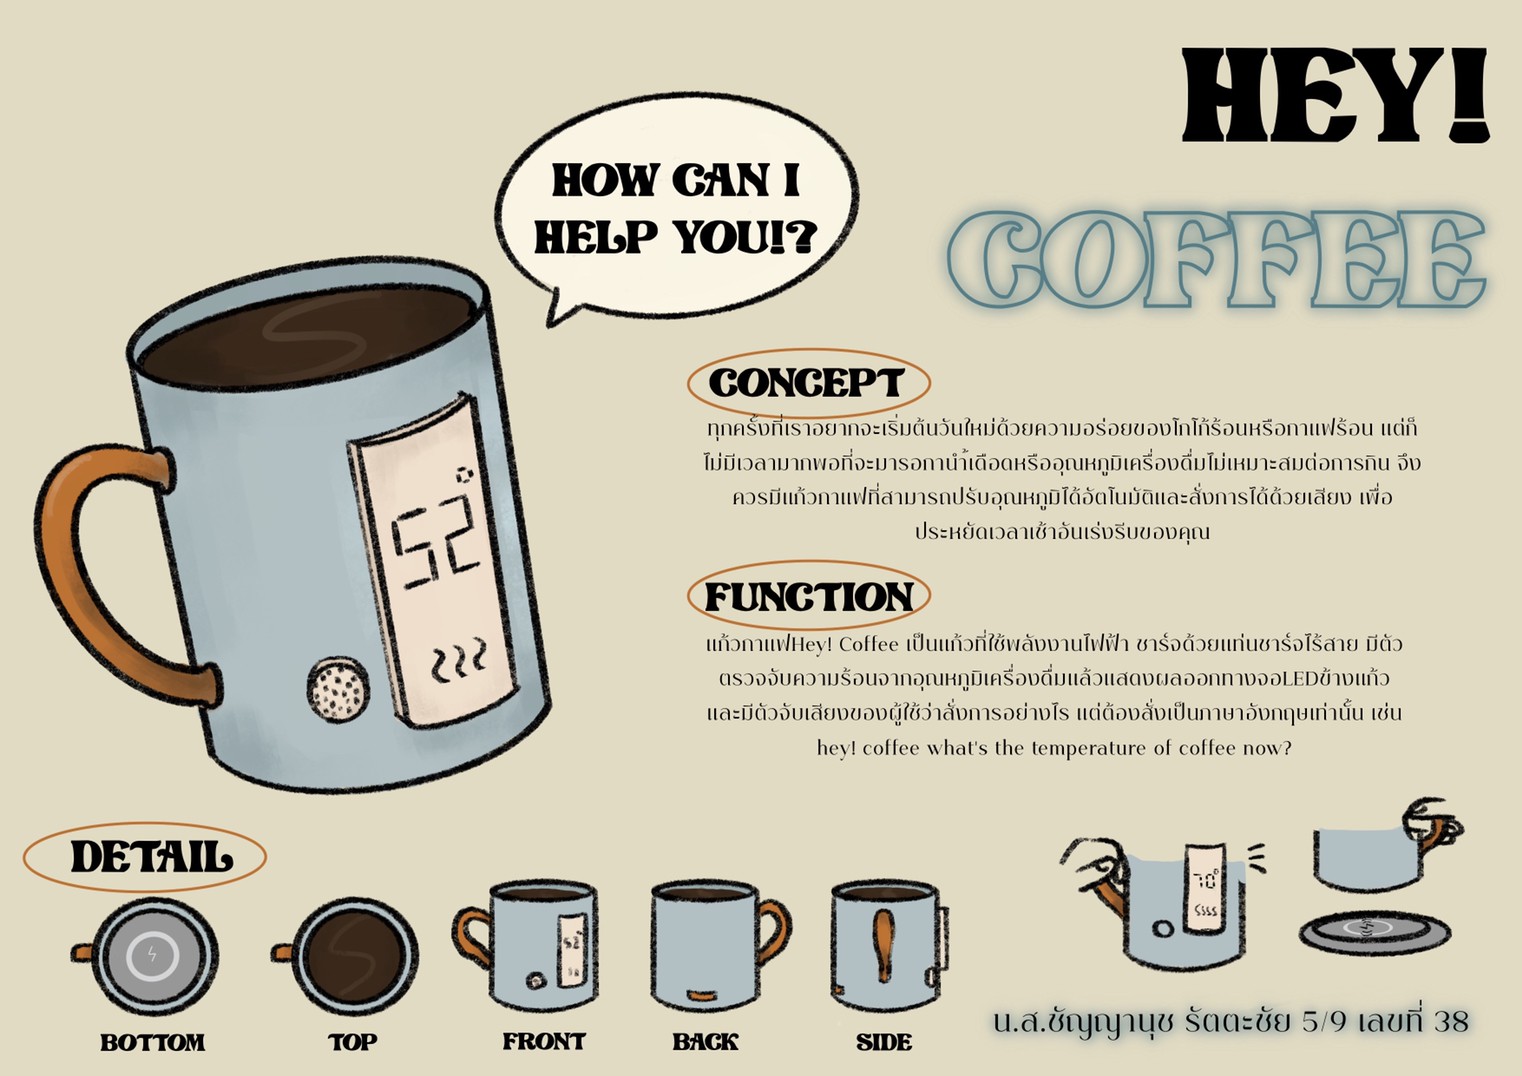 HEY!
COFFEE
HOW CAN I
HELP YOU!?
CONCEPT
ทุกครั้งที่เราอยากจะเริ่มต้นวันใหม่ด้วยความอร่อยของโกโก้ร้อนหรือกาแฟร้อน แต่ก็
ไม่มีเวลามากพอที่จะมารอกาน้ำเดือดหรืออุณหภูมิเครื่องดื่มไม่เหมาะสมต่อการกิน จึง
ควรมีแก้วกาแฟที่สามารถปรับอุณหภูมิได้อัตโนมัติและสั่งการได้ด้วยเสียง เพื่อ
ประหยัดเวลาเช้าอันเร่งรีบของคุณ
52°
FUNCTION
แก้วกาแฟHey! Coffee เป็นแก้วที่ใช้พลังงานไฟฟ้า ชาร์จด้วยแท่นชาร์จไร้สาย มีตัว
ตรวจจับความร้อนจากอุณหภูมิเครื่องดื่มแล้วแสดงผลออกทางจอLEDข้างแก้ว
และมีตัวจับเสียงของผู้ใช้ว่าสั่งการอย่างไร แต่ต้องสั่งเป็นภาษาอังกฤษเท่านั้น เช่น
hey! coffee what's the temperature of coffee now?
DETAIL
52°
70°
BOTTOM
TOP
FRONT
BACK
SIDE
น.ส.ชัญญานุช รัตตะชัย 5/9 เลขที่ 38